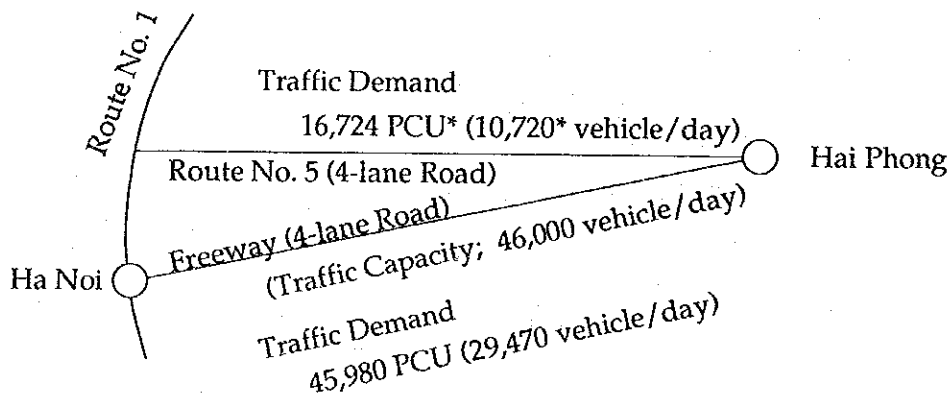 Route No. 1
Traffic Demand
16,724 PCU* (10,720* vehicle/day)
Hai Phong
Route No. 5 (4-lane Road)
Freeway (4-lane Road)
(Traffic Capacity; 46,000 vehicle/day)
Ha Noi
Traffic Demand
45,980 PCU (29,470 vehicle/day)